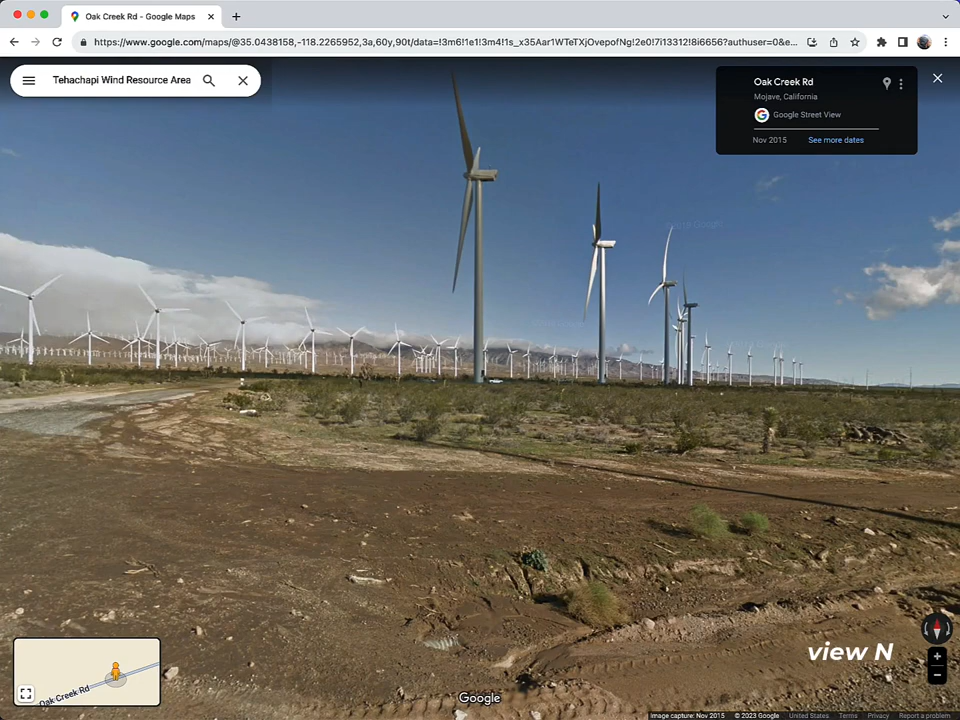 Oak Creek Rd - Google Maps
https://www.google.com/maps/@35.0438158,-118.2265952,3a,60y,90t/data=!3m6!1e1!3m4!1s_x35Aar1WTeTXjOvepofNg!2e0!7i13312!8i6656?authuser=0&e...
Tehachapi Wind Resource Area
Oak Creek Rd
Mojave, California
Google Street View
Nov 2015 See more dates
view N
Oak Creek Rd
Google
Image capture: Nov 2015 © 2023 Google United States Terms Privacy Report a problem